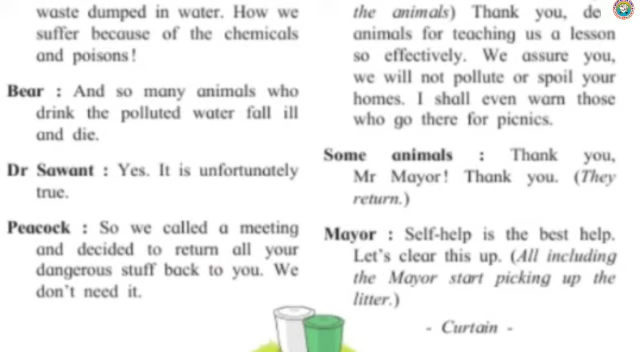 waste dumped in water. How we
suffer because of the chemicals
and poisons!
Bear : And so many animals who
drink the polluted water fall ill
and die.
Dr Sawant : Yes. It is unfortunately
true.
Peacock : So we called a meeting
and decided to return all your
dangerous stuff back to you. We
don't need it.
the animals) Thank you, de
animals for teaching us a lesson
so effectively. We assure you,
we will not pollute or spoil your
homes. I shall even warn those
who go there for picnics.
Some animals : Thank you,
Mr Mayor! Thank you. (They
return.)
Mayor : Self-help is the best help.
Let's clear this up. (All including
the Mayor start picking up the
litter.)
- Curtain -